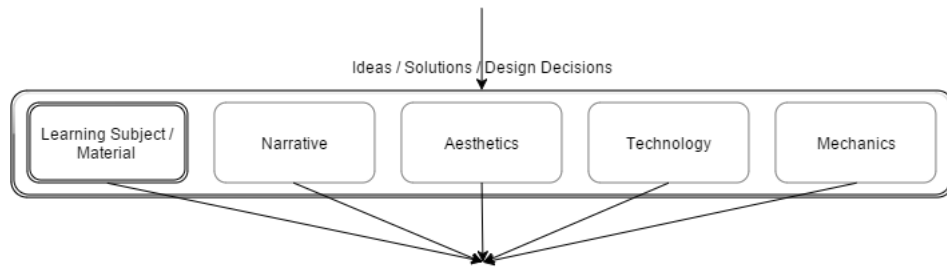 Ideas / Solutions / Design Decisions
Learning Subject /
Material
Narrative
Aesthetics
Technology
Mechanics